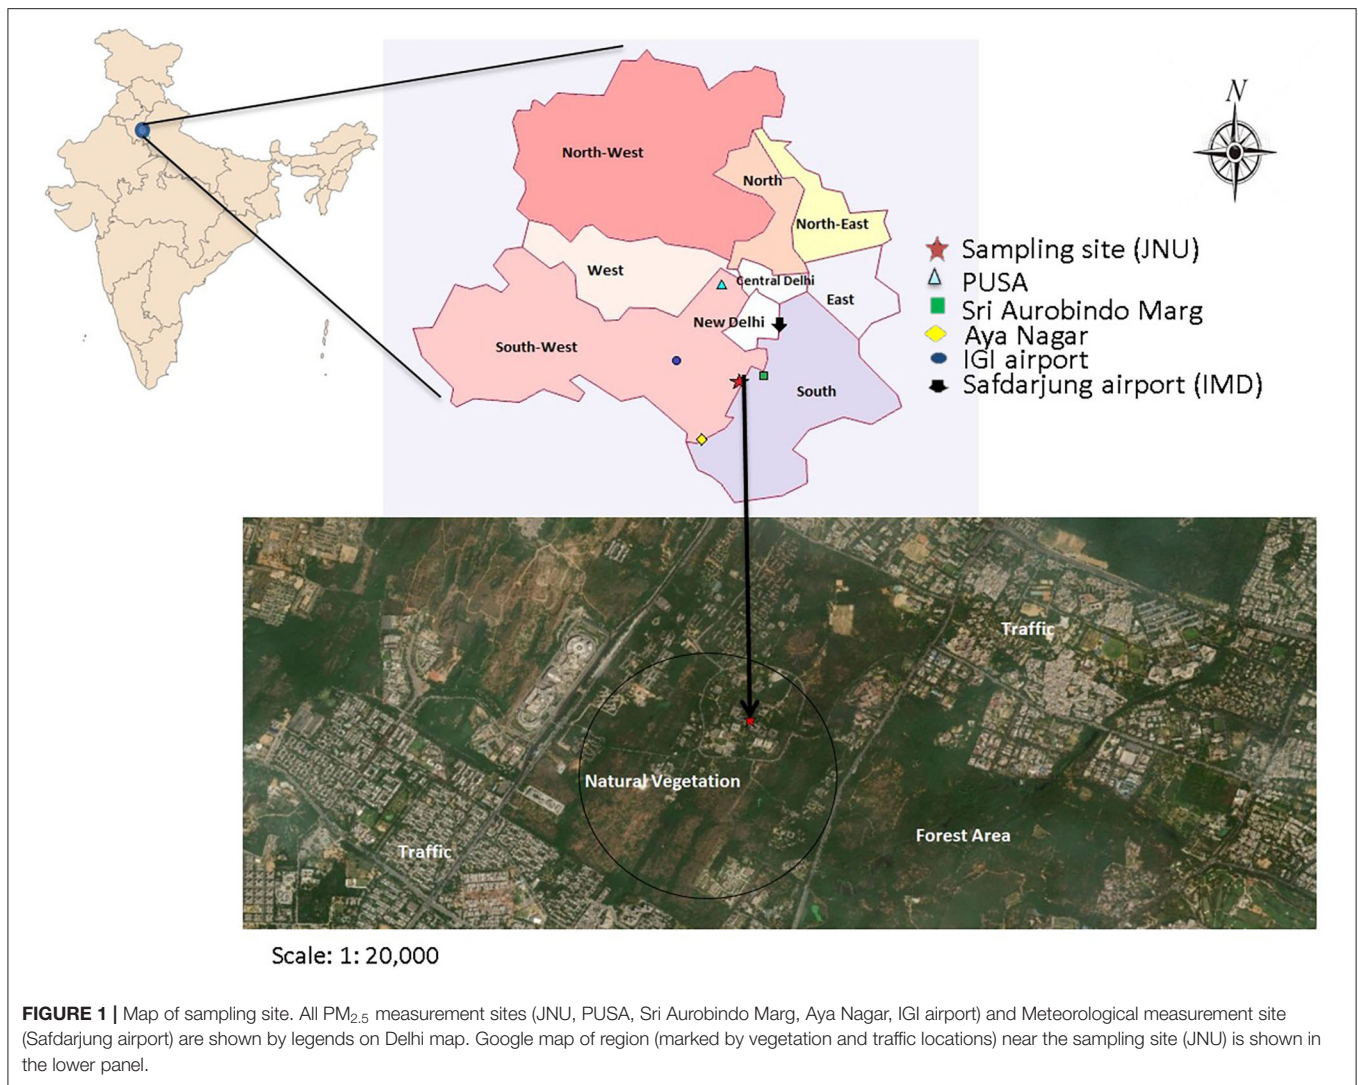 N
North-West
North
North-East
West
Central Delhi
East
New Delhi
South-West
South
Sampling site (JNU)
PUSA
Sri Aurobindo Marg
Aya Nagar
IGI airport
Safdarjung airport (IMD)
Traffic
Natural Vegetation
Forest Area
Traffic
Scale: 1: 20,000
FIGURE 1 | Map of sampling site. All PM2.5 measurement sites (JNU, PUSA, Sri Aurobindo Marg, Aya Nagar, IGI airport) and Meteorological measurement site
(Safdarjung airport) are shown by legends on Delhi map. Google map of region (marked by vegetation and traffic locations) near the sampling site (JNU) is shown in
the lower panel.